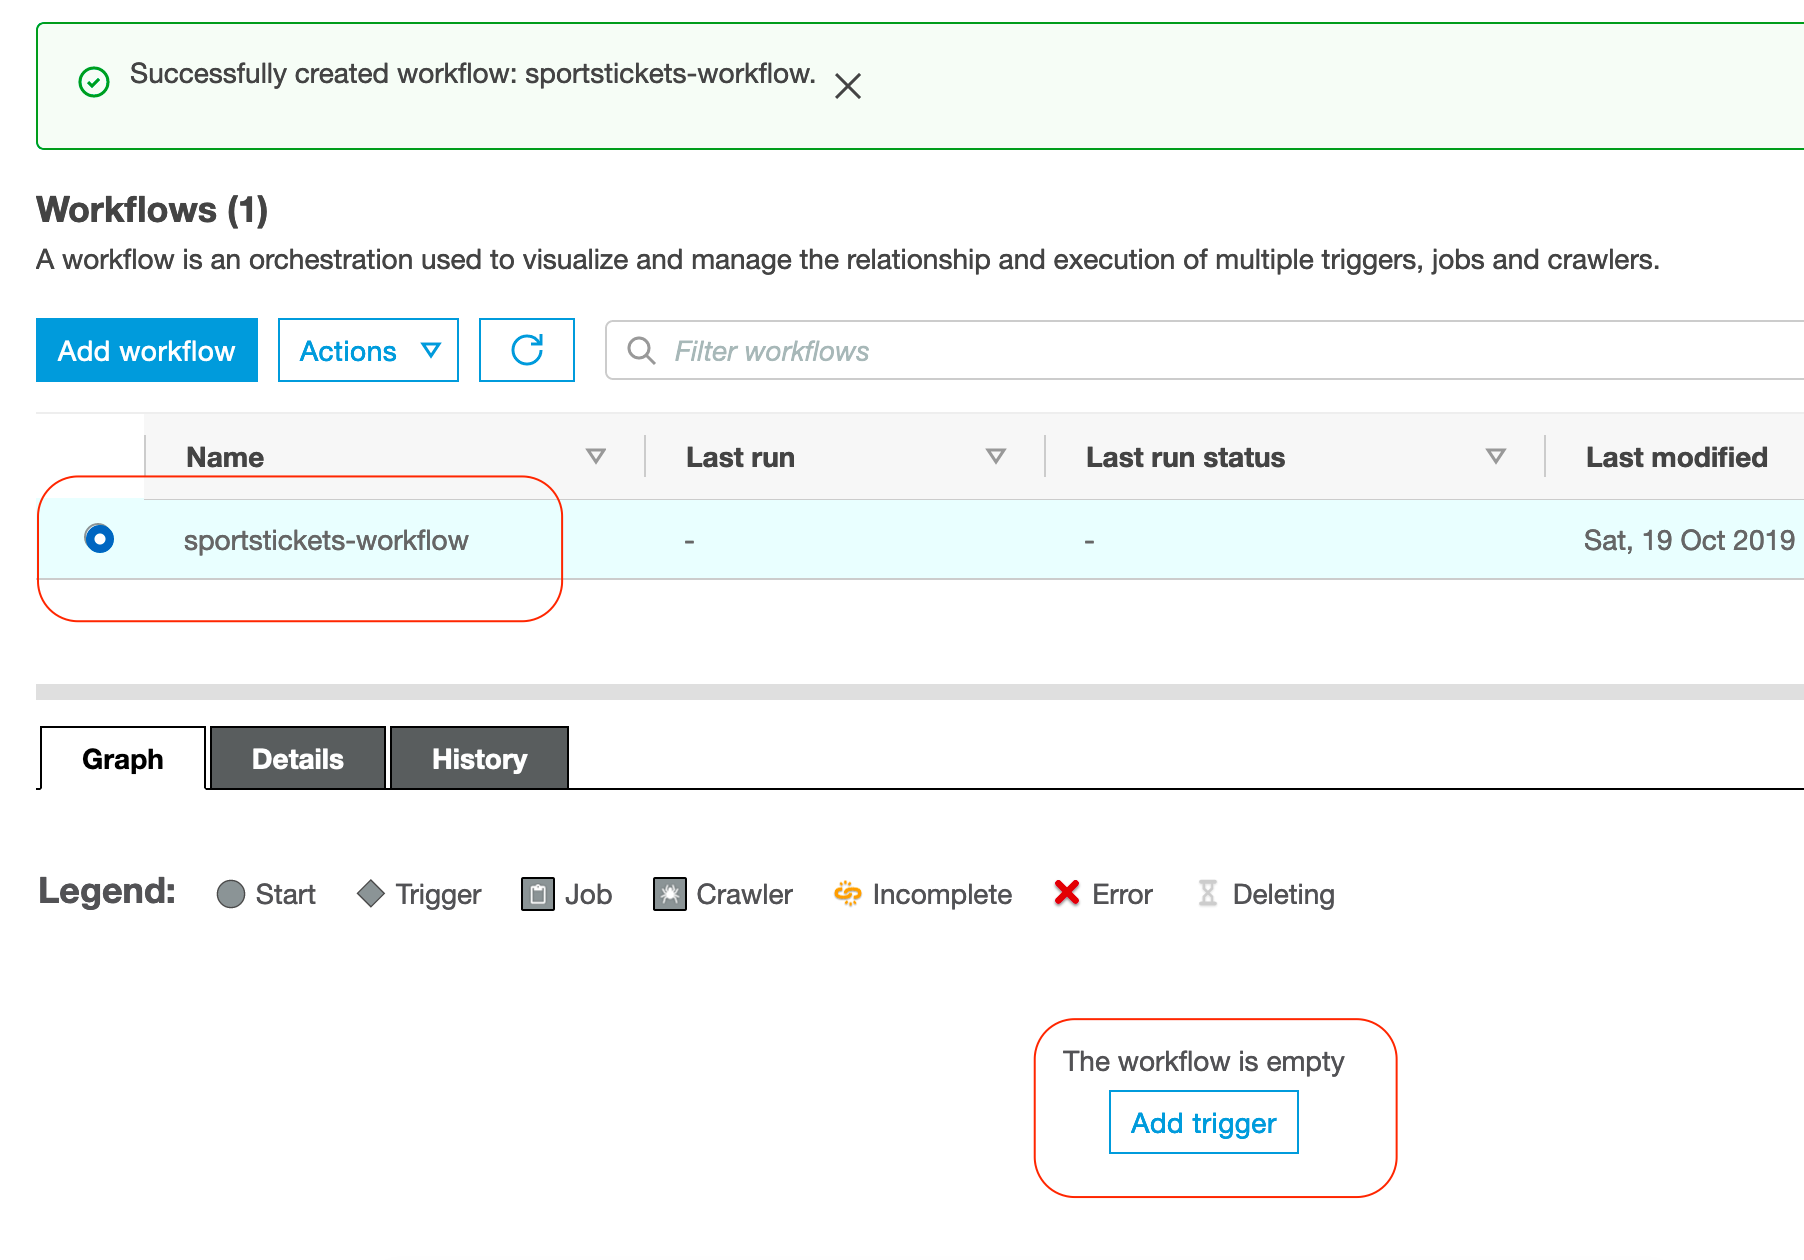 Successfully created workflow: sportstickets-workflow.
Workflows (1)
A workflow is an orchestration used to visualize and manage the relationship and execution of multiple triggers, jobs and crawlers.
Add workflow Actions Filter workflows
Name Last run Last run status Last modified
sportstickets-workflow - - Sat, 19 Oct 2019
Graph Details History
Legend: Start Trigger Job Crawler Incomplete Error Deleting
The workflow is empty
Add trigger